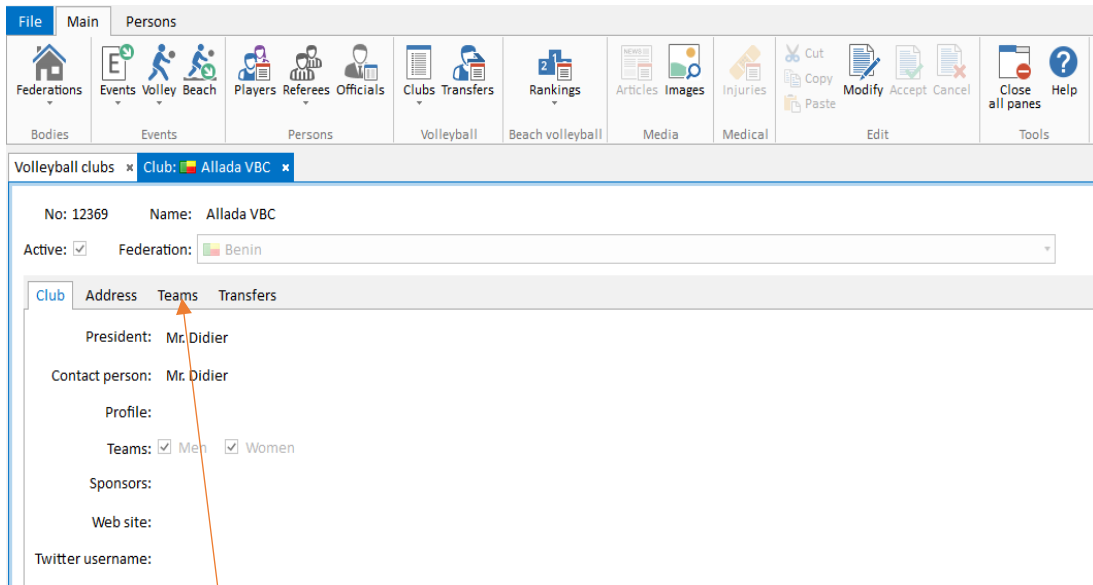 File Main Persons
Federations Events Volley Beach Players Referees Officials Clubs Transfers Rankings Articles Images Injuries Cut Copy Paste Modify Accept Cancel Close all panes Help
Bodies Events Persons Volleyball Beach volleyball Media Medical Edit Tools
Volleyball clubs x Club: Allada VBC x
No: 12369 Name: Allada VBC
Active: Federation: Benin
Club Address Teams Transfers
President: Mr. Didier
Contact person: Mr. Didier
Profile:
Teams: Men Women
Sponsors:
Web site:
Twitter username: